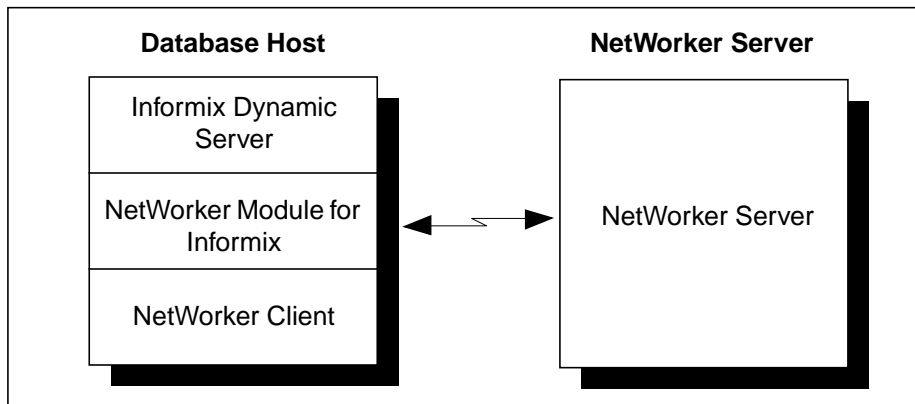 Database Host
NetWorker Server
Informix Dynamic
Server
NetWorker Module for
Informix
NetWorker Client
NetWorker Server